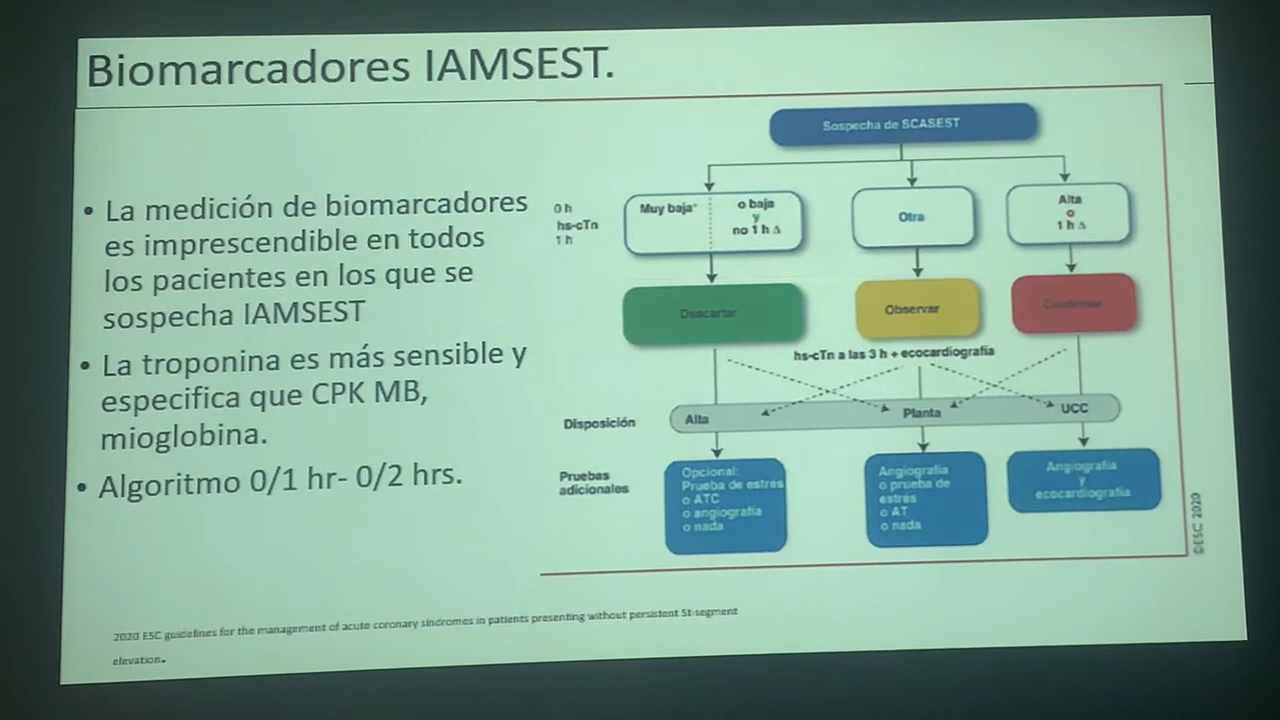 Biomarcadores IAMSEST.
• La medición de biomarcadores
es imprescendible en todos
los pacientes en los que se
sospecha IAMSEST
• La troponina es más sensible y
especifica que CPK MB,
mioglobina.
• Algoritmo 0/1 hr- 0/2 hrs.
Sospecha de SCASEST
0 h
hs-cTn
1 h
Muy baja*
o baja
y
no 1 h Δ
Otra
Alta
o
1 h Δ
Descartar
Observar
Confirmar
hs-cTn a las 3 h + ecocardiografía
Disposición
Alta
Planta
UCC
Pruebas
adicionales
Opcional:
Prueba de estrés
o ATC
o angiografía
o nada
Angiografía
o prueba de
estrés
o AT
o nada
Angiografía
y
ecocardiografía
©ESC 2020
2020 ESC guidelines for the management of acute coronary sindromes in patients presenting without persistent St-segment
elevation.